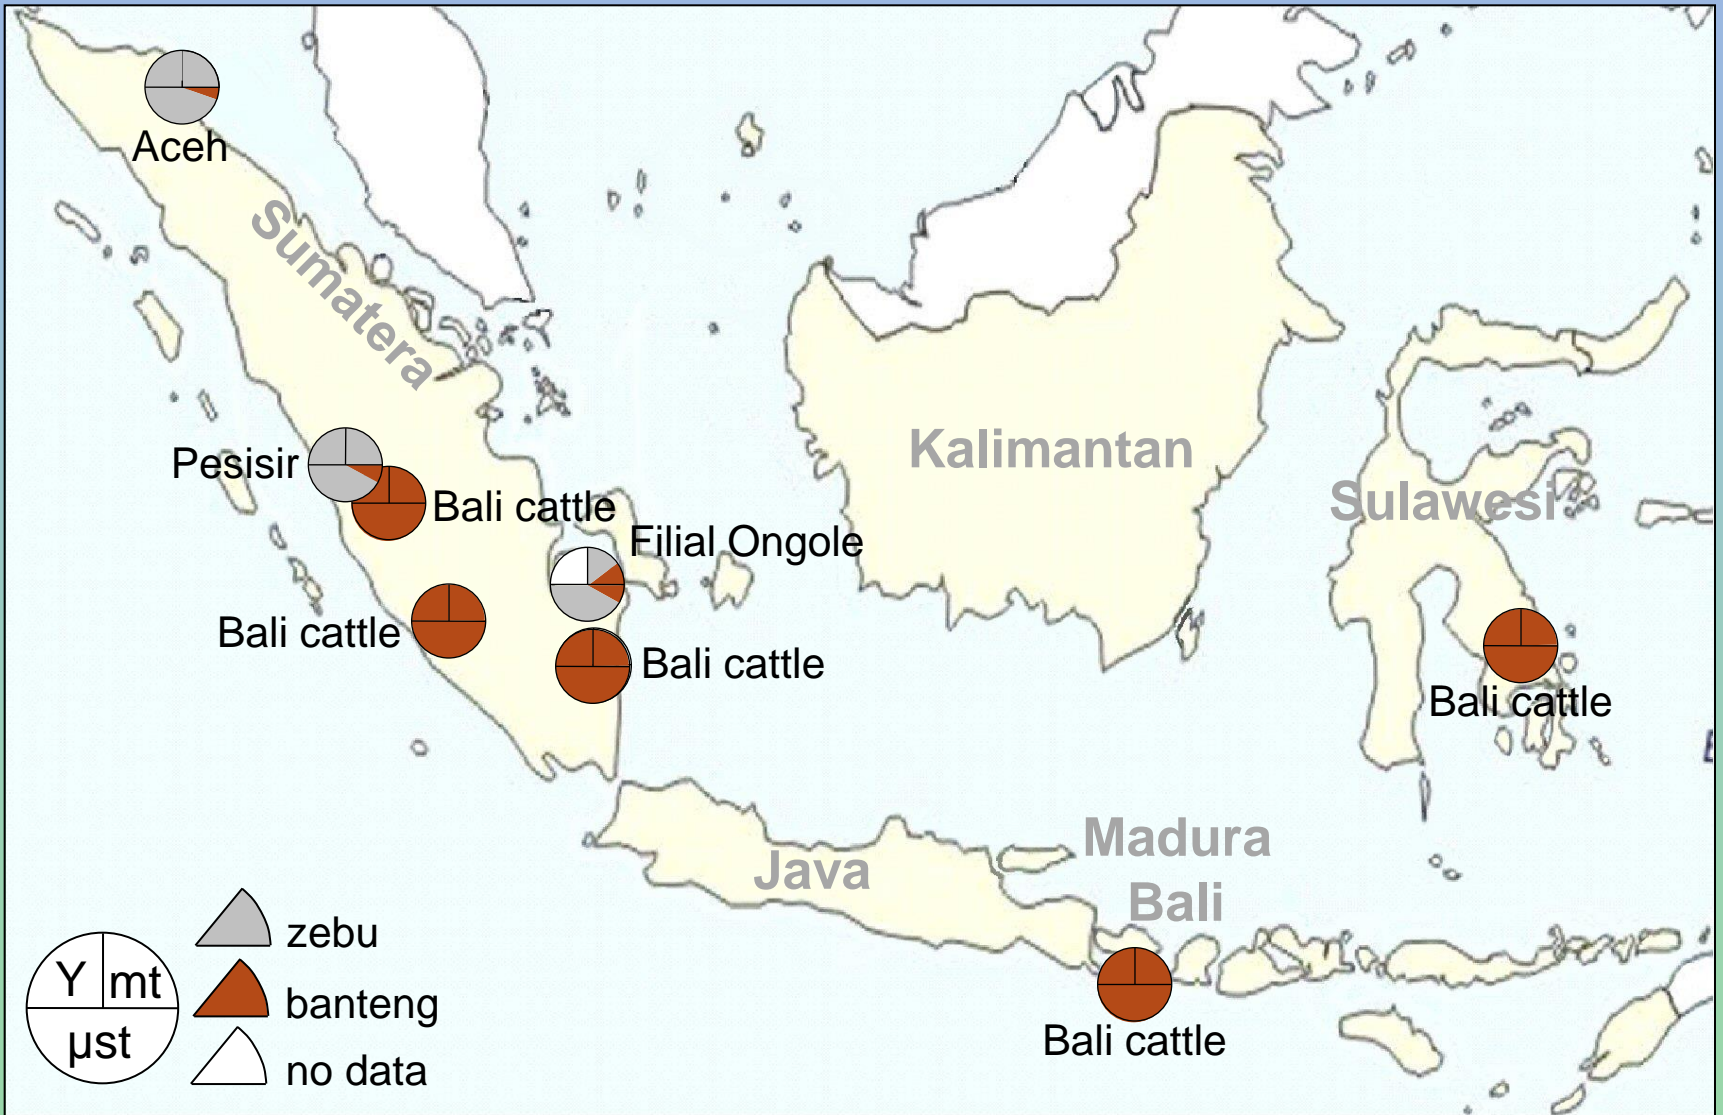 Aceh
Sumatera
Pesisir
Bali cattle
Filial Ongole
Bali cattle
Bali cattle
Kalimantan
Sulawesi
Bali cattle
Java
Madura
Bali
Bali cattle
Y mt
µst
zebu
banteng
no data